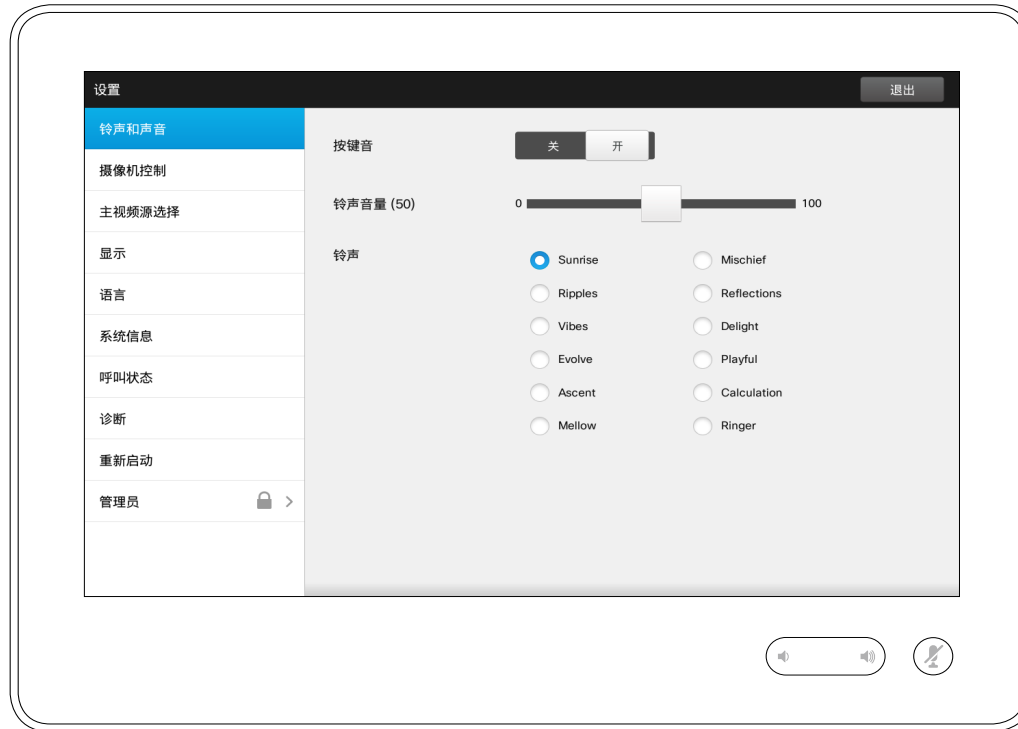 设置
退出
铃声和声音
摄像机控制
主视频源选择
显示
语言
系统信息
呼叫状态
诊断
重新启动
管理员
按键音
关 开
铃声音量 (50)
0 100
铃声
Sunrise Mischief
Ripples Reflections
Vibes Delight
Evolve Playful
Ascent Calculation
Mellow Ringer